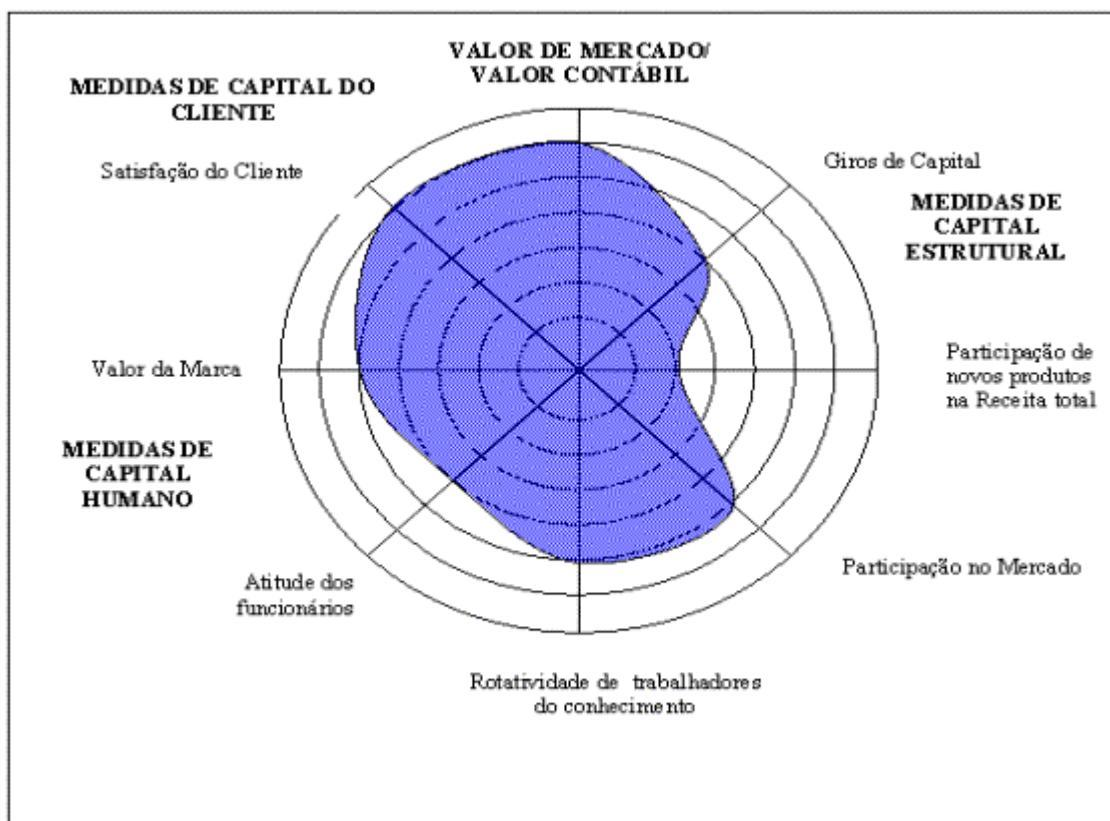 VALOR DE MERCADO/
VALOR CONTÁBIL
MEDIDAS DE CAPITAL DO
CLIENTE
Satisfação do Cliente
Giros de Capital
MEDIDAS DE
CAPITAL
ESTRUTURAL
Valor da Marca
Participação de
novos produtos
na Receita total
MEDIDAS DE
CAPITAL
HUMANO
Atitude dos
funcionários
Participação no Mercado
Rotatividade de trabalhadores
do conhecimento